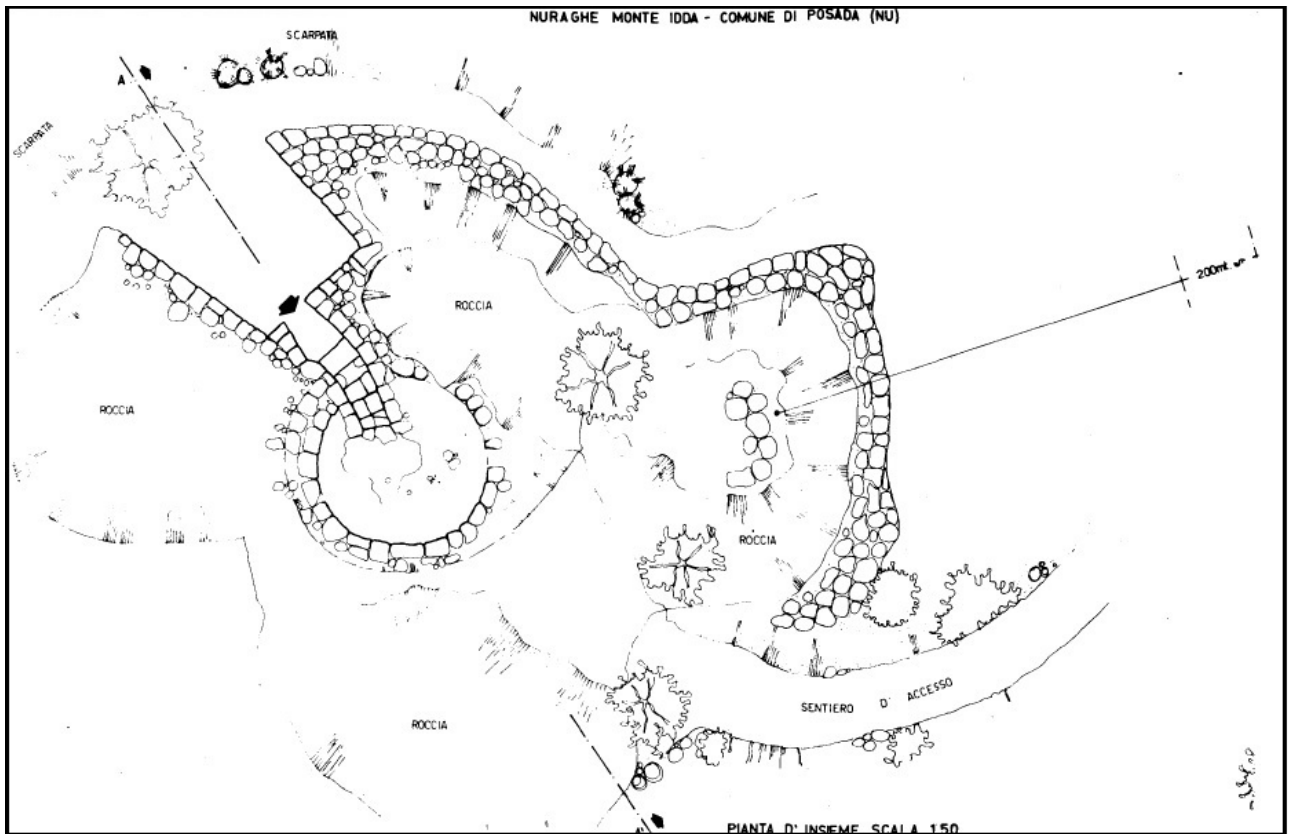 NURAGHE MONTE IDDA - COMUNE DI POSADA (NU)
SCARPATA
A
SCARPATA
200mt.
ROCCIA
ROCCIA
ROCCIA
SENTIERO D' ACCESSO
ROCCIA
A'
PIANTA D' INSIEME SCALA 1:50